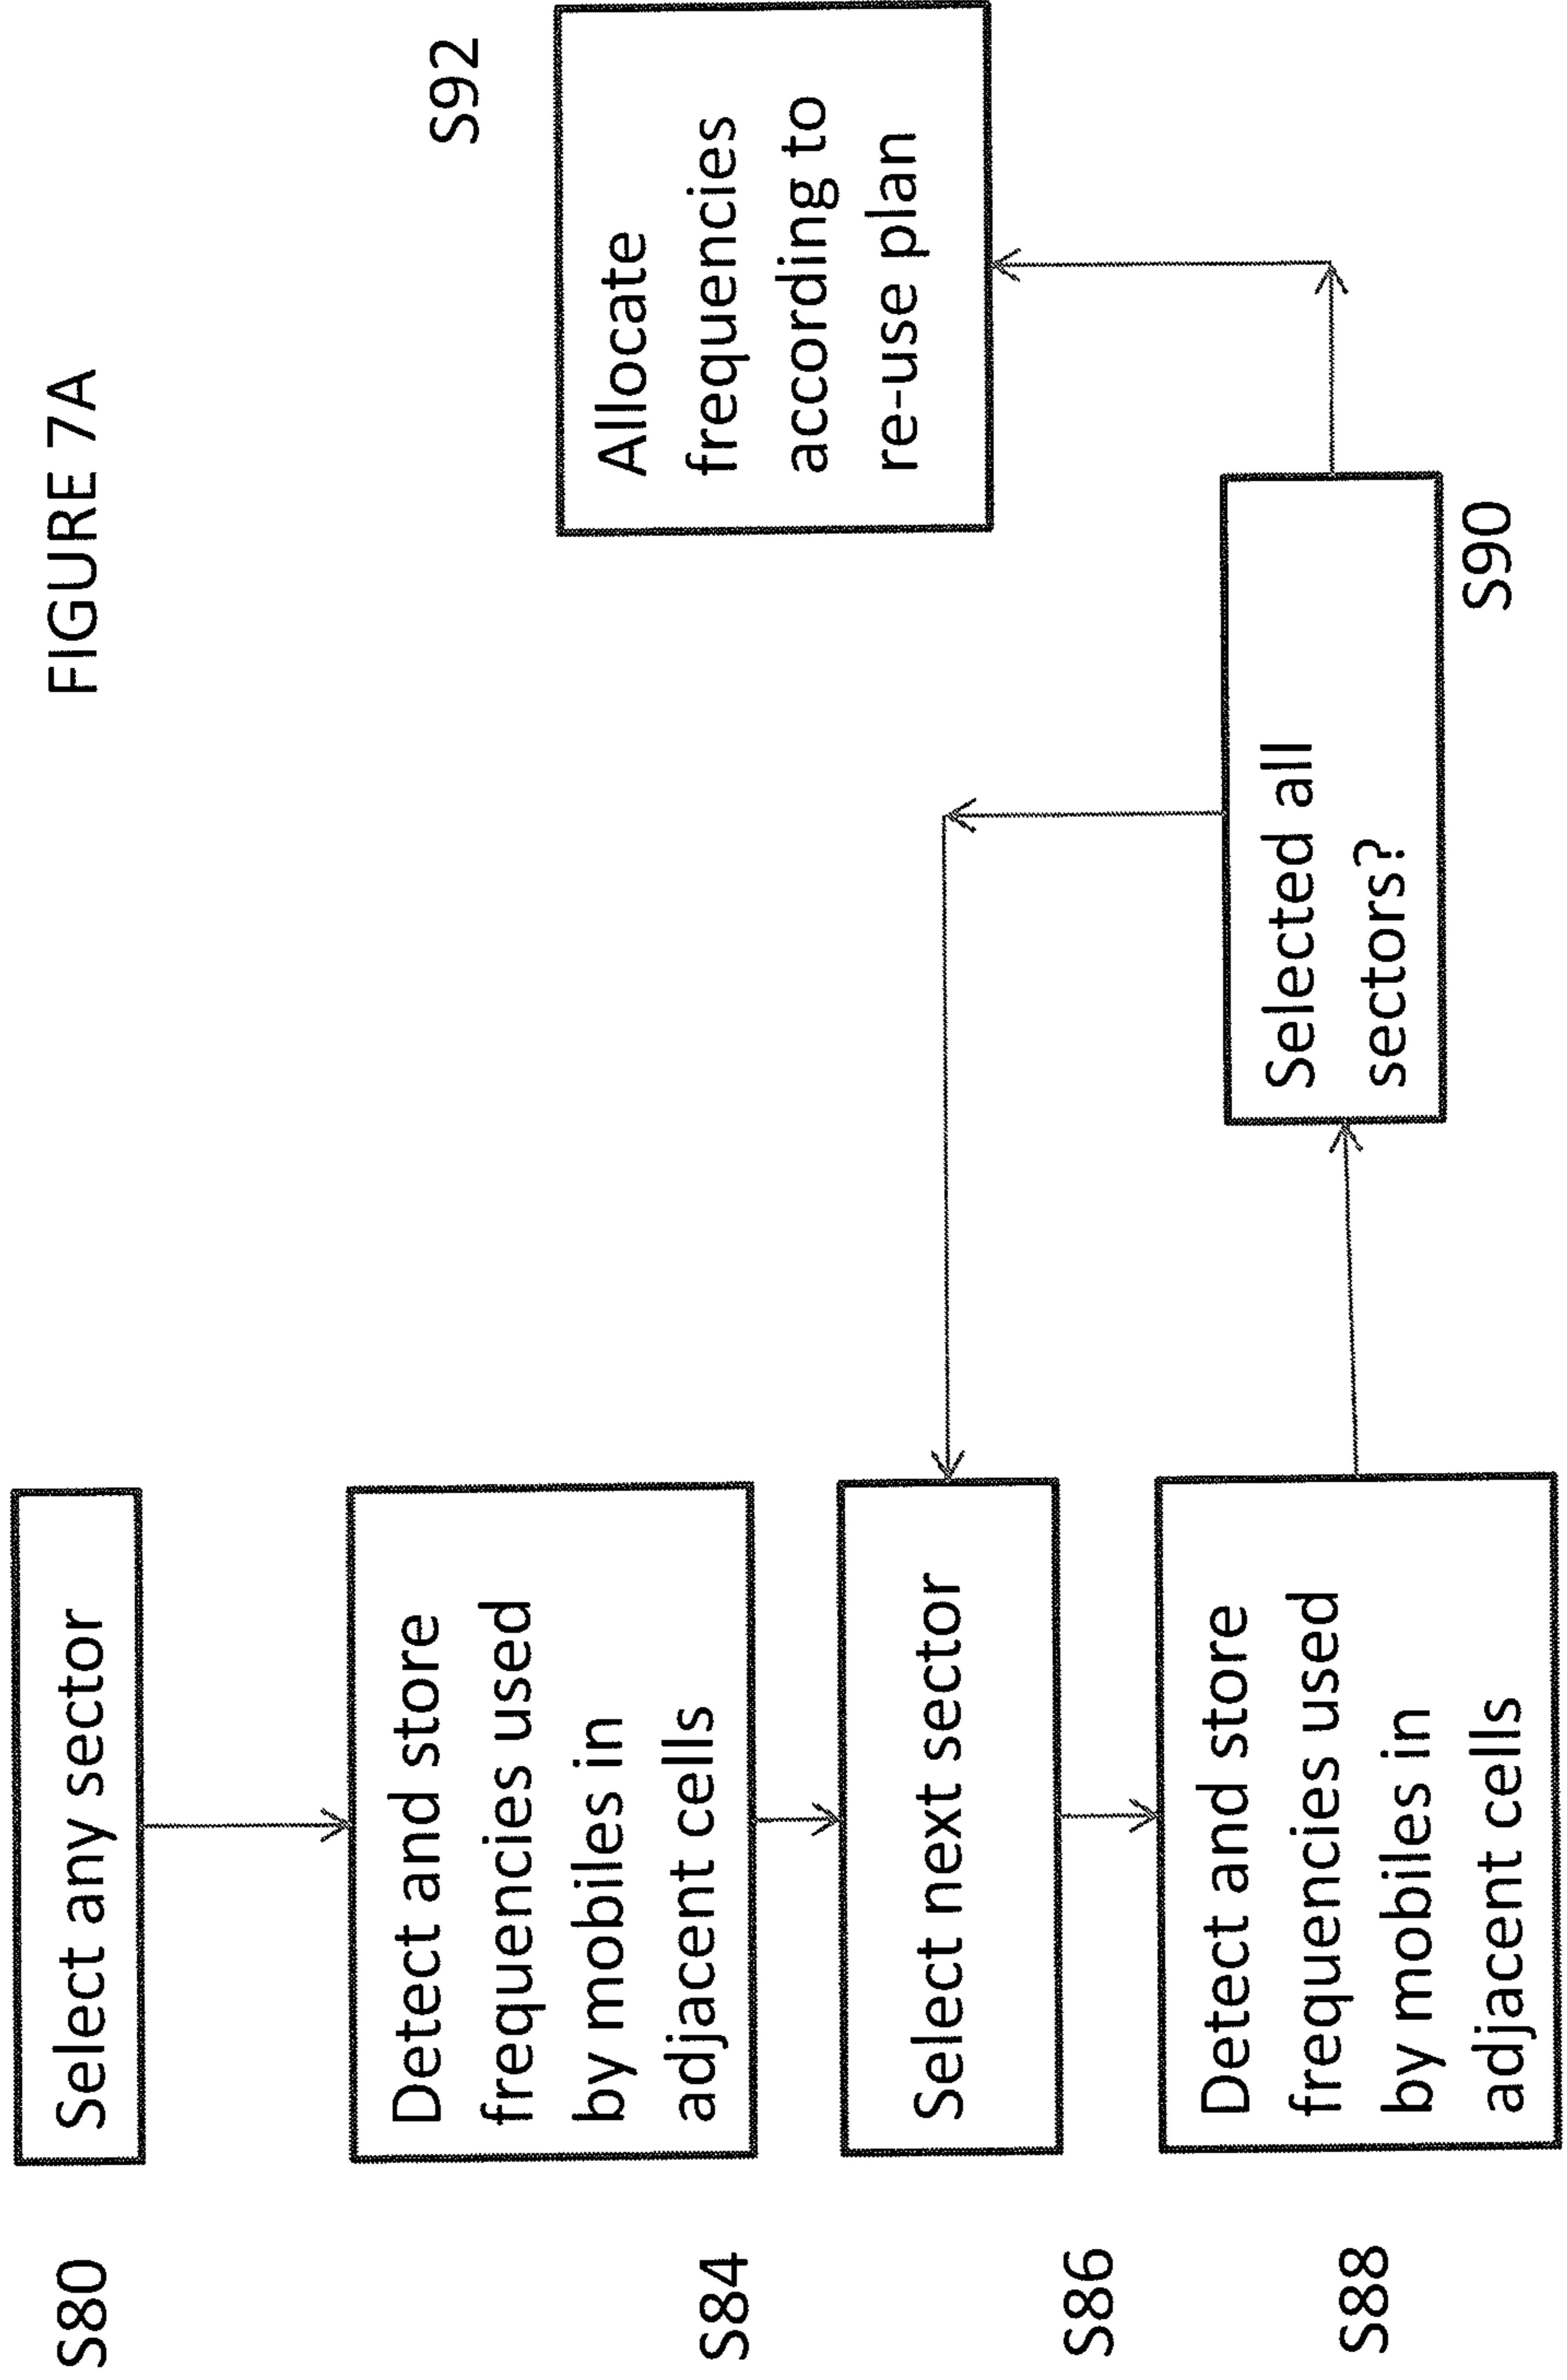 FIGURE 7A
S80
Select any sector
S84
Detect and store
frequencies used
by mobiles in
adjacent cells
S86
Select next sector
S88
Detect and store
frequencies used
by mobiles in
adjacent cells
Selected all
sectors?
S90
S92
Allocate
frequencies
according to
re-use plan